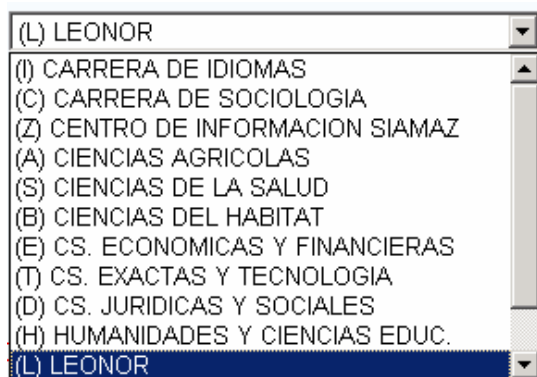 (L) LEONOR
(I) CARRERA DE IDIOMAS
(C) CARRERA DE SOCIOLOGIA
(Z) CENTRO DE INFORMACION SIAMAZ
(A) CIENCIAS AGRICOLAS
(S) CIENCIAS DE LA SALUD
(B) CIENCIAS DEL HABITAT
(E) CS. ECONOMICAS Y FINANCIERAS
(T) CS. EXACTAS Y TECNOLOGIA
(D) CS. JURIDICAS Y SOCIALES
(H) HUMANIDADES Y CIENCIAS EDUC.
(L) LEONOR